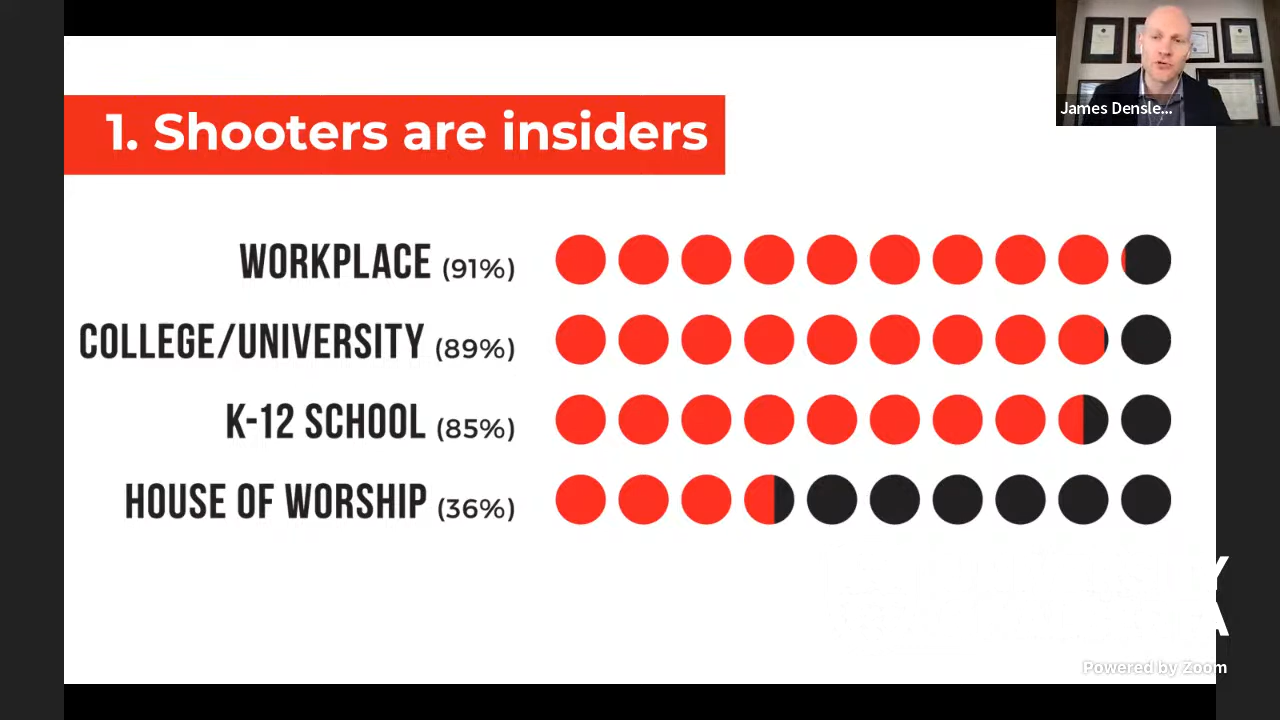 James Densle...
1. Shooters are insiders
WORKPLACE (91%)
COLLEGE/UNIVERSITY (89%)
K-12 SCHOOL (85%)
HOUSE OF WORSHIP (36%)
Y
A
Powered by Zoom